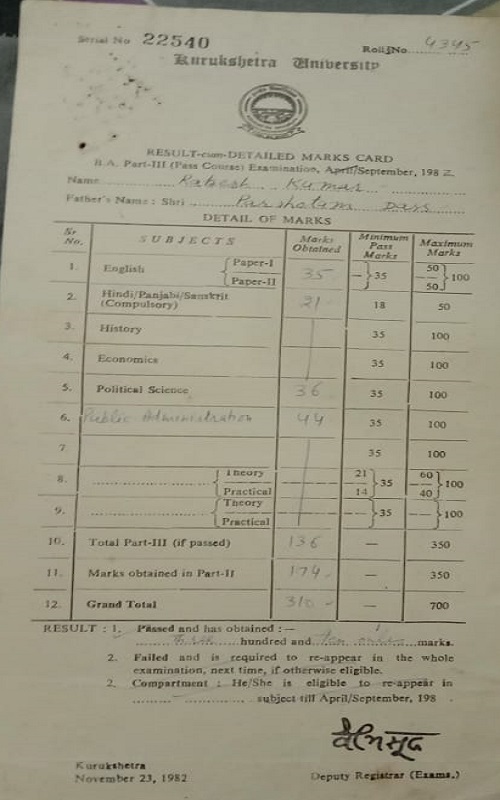 Serial No 22540
Roll No. 4345
Kurukshetra University
RESULT-cum-DETAILED MARKS CARD
B.A. Part-III (Pass Course) Examination, April/September, 198 2
Name Rakesh Kumar
Father's Name : Shri Parshotam Dass
DETAIL OF MARKS
Sr No. SUBJECTS Marks Obtained Minimum Pass Marks Maximum Marks
1. English { Paper-I Paper-II 35 — } 35 50 — 50 } 100
2. Hindi/Panjabi/Sanskrit (Compulsory) 21 18 50
3. History 35 100
4. Economics 35 100
5. Political Science 36 35 100
6. Public Administration 44 35 100
7 35 100
8. { Theory Practical 21 — 14 } 35 60 — 40 } 100
9. { Theory Practical — } 35 — } 100
10. Total Part-III (if passed) 136 — 350
11. Marks obtained in Part-II 174 — 350
12. Grand Total 310 — 700
RESULT : 1. Passed and has obtained :—
Three hundred and Ten only marks.
2. Failed and is required to re-appear in the whole
examination, next time, if otherwise eligible.
2. Compartment : He/She is eligible to re-appear in
subject till April/September, 198 .
Kurukshetra
November 23, 1982
Deputy Registrar (Exams.)